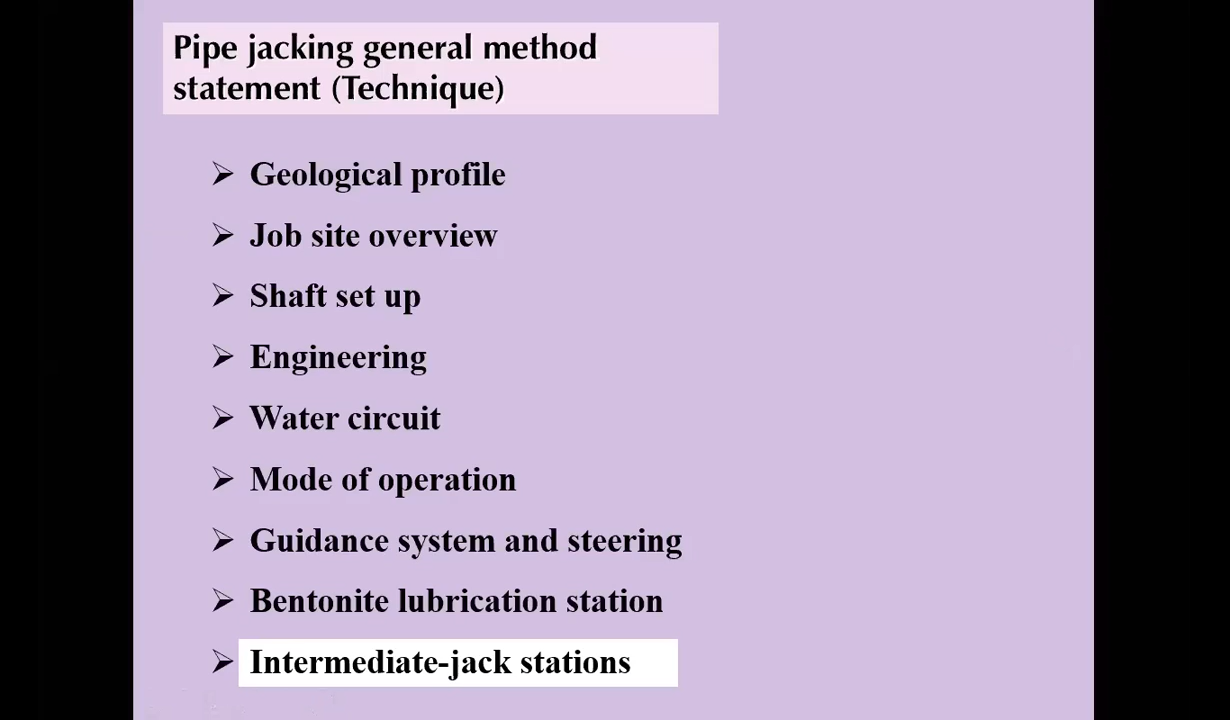 Pipe jacking general method
statement (Technique)
➢ Geological profile
➢ Job site overview
➢ Shaft set up
➢ Engineering
➢ Water circuit
➢ Mode of operation
➢ Guidance system and steering
➢ Bentonite lubrication station
➢ Intermediate-jack stations